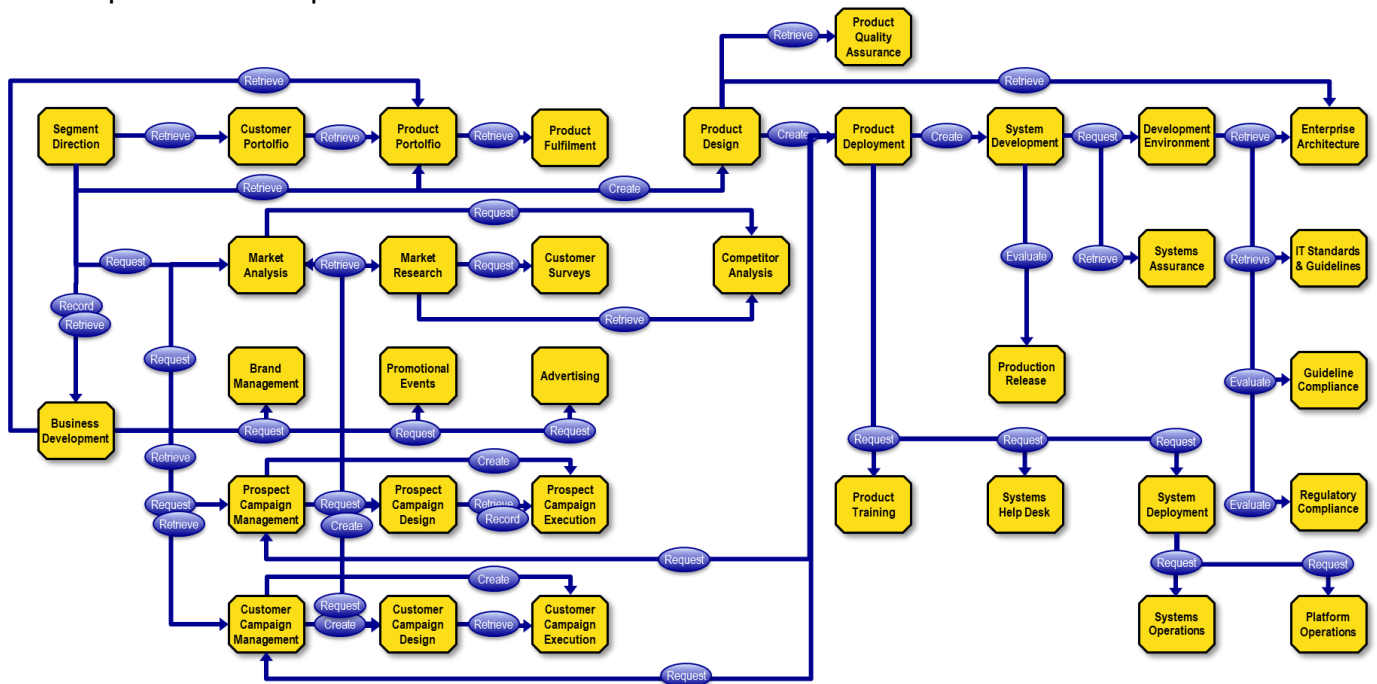 Product
Quality
Assurance
Retrieve
Retrieve
Retrieve
Segment
Direction
Retrieve
Customer
Portolfio
Retrieve
Product
Portolfio
Retrieve
Product
Fulfilment
Product
Design
Create
Product
Deployment
Create
System
Development
Request
Development
Environment
Retrieve
Enterprise
Architecture
Retrieve
Create
Request
Request
Market
Analysis
Retrieve
Market
Research
Request
Customer
Surveys
Competitor
Analysis
Evaluate
Retrieve
Systems
Assurance
Retrieve
IT Standards
& Guidelines
Record
Retrieve
Retrieve
Request
Brand
Management
Promotional
Events
Advertising
Production
Release
Evaluate
Guideline
Compliance
Business
Development
Request
Request
Request
Request
Request
Request
Retrieve
Create
Request
Retrieve
Prospect
Campaign
Management
Request
Create
Prospect
Campaign
Design
Retrieve
Record
Prospect
Campaign
Execution
Product
Training
Systems
Help Desk
System
Deployment
Evaluate
Regulatory
Compliance
Request
Request
Request
Create
Customer
Campaign
Management
Request
Create
Customer
Campaign
Design
Retrieve
Customer
Campaign
Execution
Systems
Operations
Platform
Operations
Request